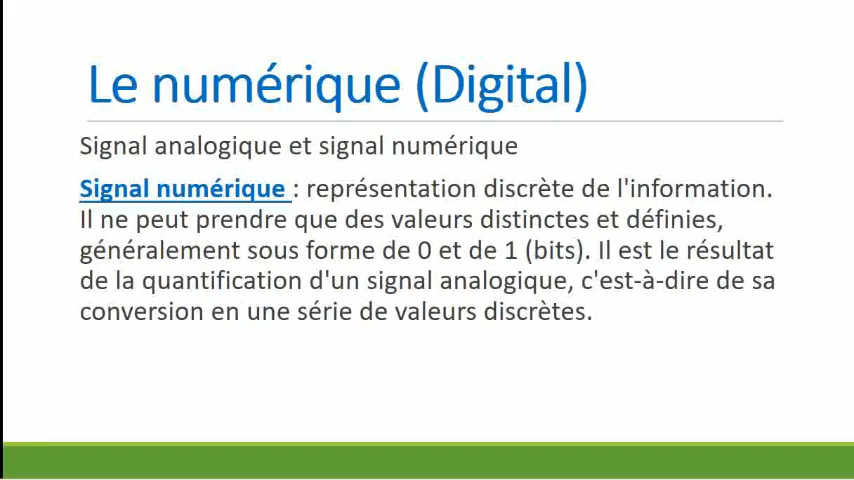 Le numérique (Digital)
Signal analogique et signal numérique
Signal numérique : représentation discrète de l'information.
Il ne peut prendre que des valeurs distinctes et définies,
généralement sous forme de 0 et de 1 (bits). Il est le résultat
de la quantification d'un signal analogique, c'est-à-dire de sa
conversion en une série de valeurs discrètes.